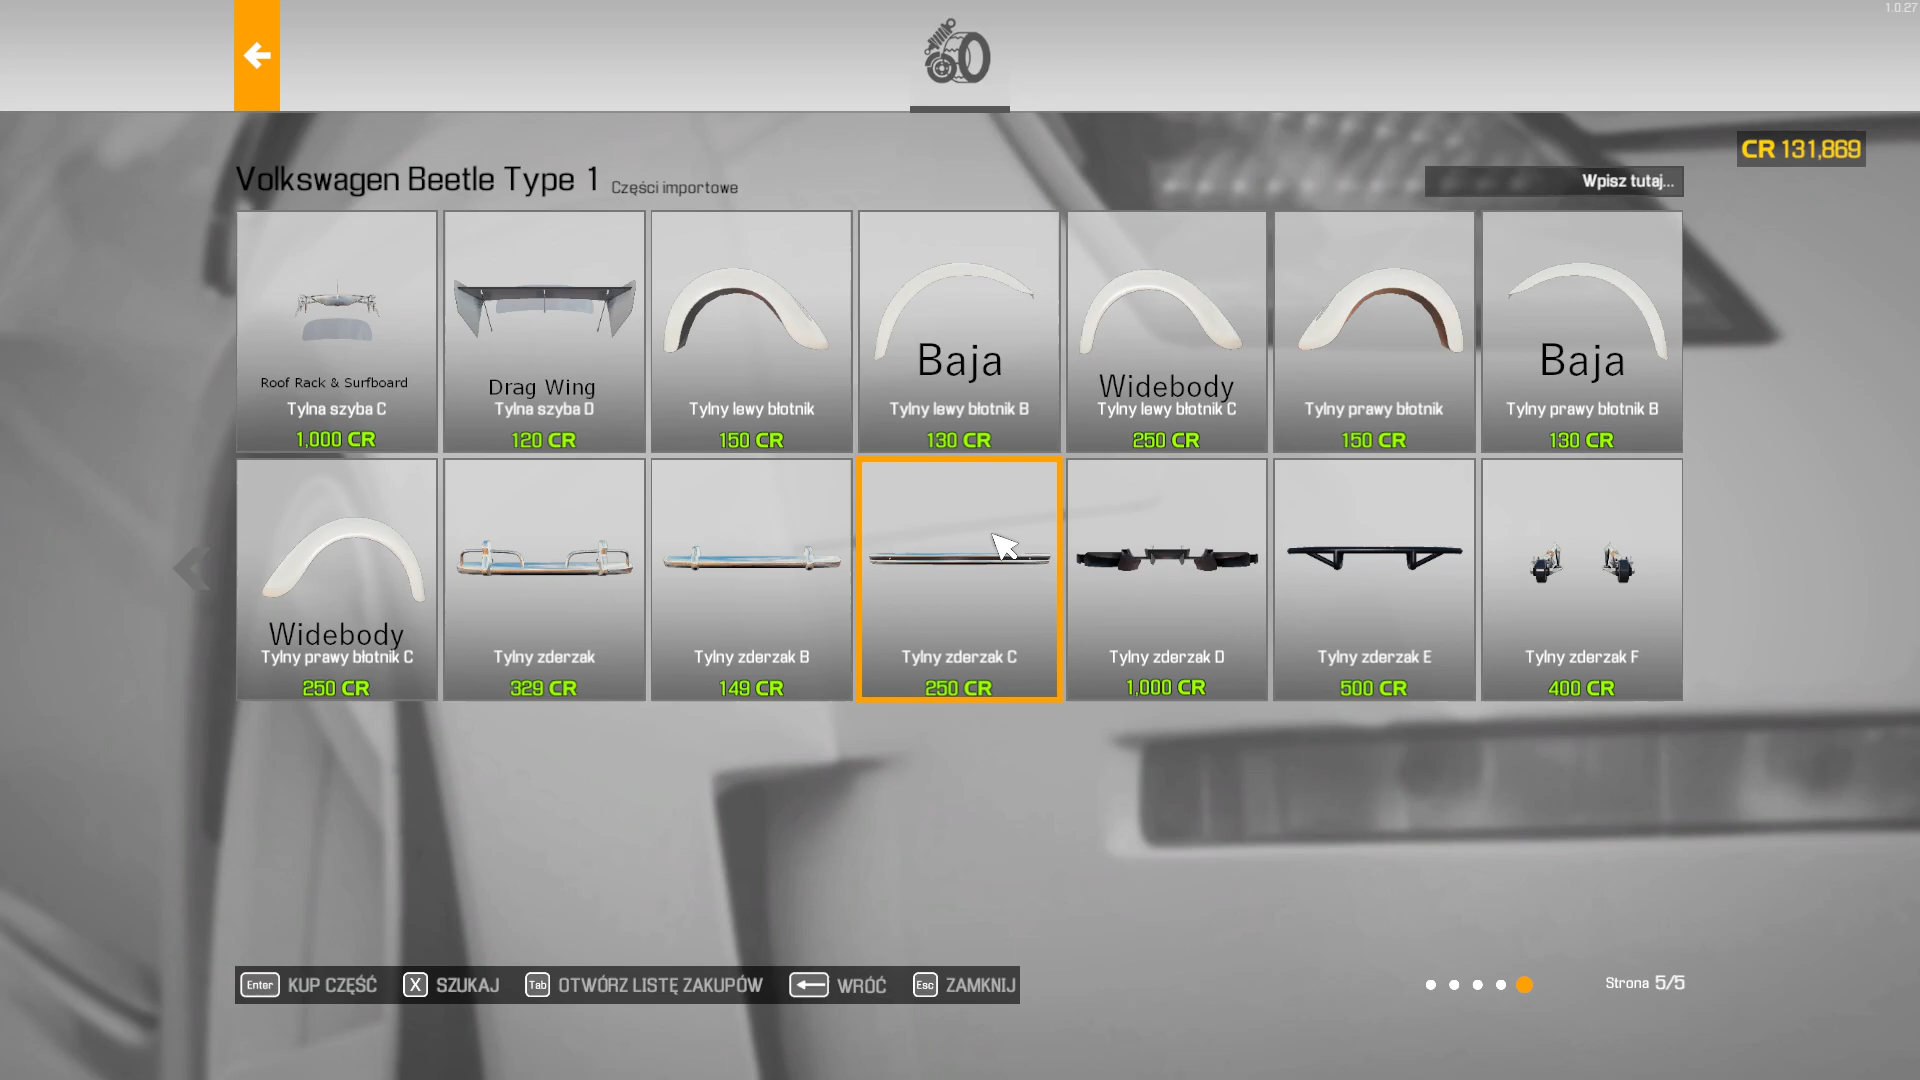 1.0.27
CR 131,869
Volkswagen Beetle Type 1 Części importowe
Wpisz tutaj...
Roof Rack & Surfboard
Tylna szyba C
1,000 CR
Drag Wing
Tylna szyba D
120 CR
Tylny lewy błotnik
150 CR
Baja
Tylny lewy błotnik B
130 CR
Widebody
Tylny lewy błotnik C
250 CR
Tylny prawy błotnik
150 CR
Baja
Tylny prawy błotnik B
130 CR
Widebody
Tylny prawy błotnik C
250 CR
Tylny zderzak
329 CR
Tylny zderzak B
149 CR
Tylny zderzak C
250 CR
Tylny zderzak D
1,000 CR
Tylny zderzak E
500 CR
Tylny zderzak F
400 CR
Enter KUP CZĘŚĆ X SZUKAJ Tab OTWÓRZ LISTĘ ZAKUPÓW WRÓĆ Esc ZAMKNIJ
Strona 5/5